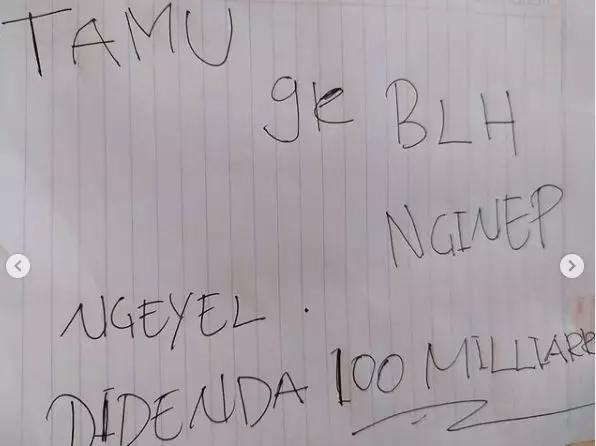 TAMU
gk BLH
NGINEP
NGEYEL .
DIDENDA 100 MILLIARR